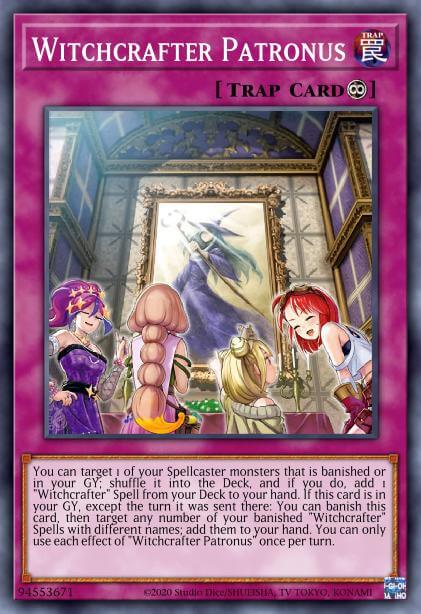 WITCHCRAFTER PATRONUS
TRAP
罠
[TRAP CARD]
You can target 1 of your Spellcaster monsters that is banished or
in your GY; shuffle it into the Deck, and if you do, add 1
"Witchcrafter" Spell from your Deck to your hand. If this card is in
your GY, except the turn it was sent there: You can banish this
card, then target any number of your banished "Witchcrafter"
Spells with different names; add them to your hand. You can only
use each effect of "Witchcrafter Patronus" once per turn.
94553671
©2020 Studio Dice/SHUEISHA, TV TOKYO, KONAMI